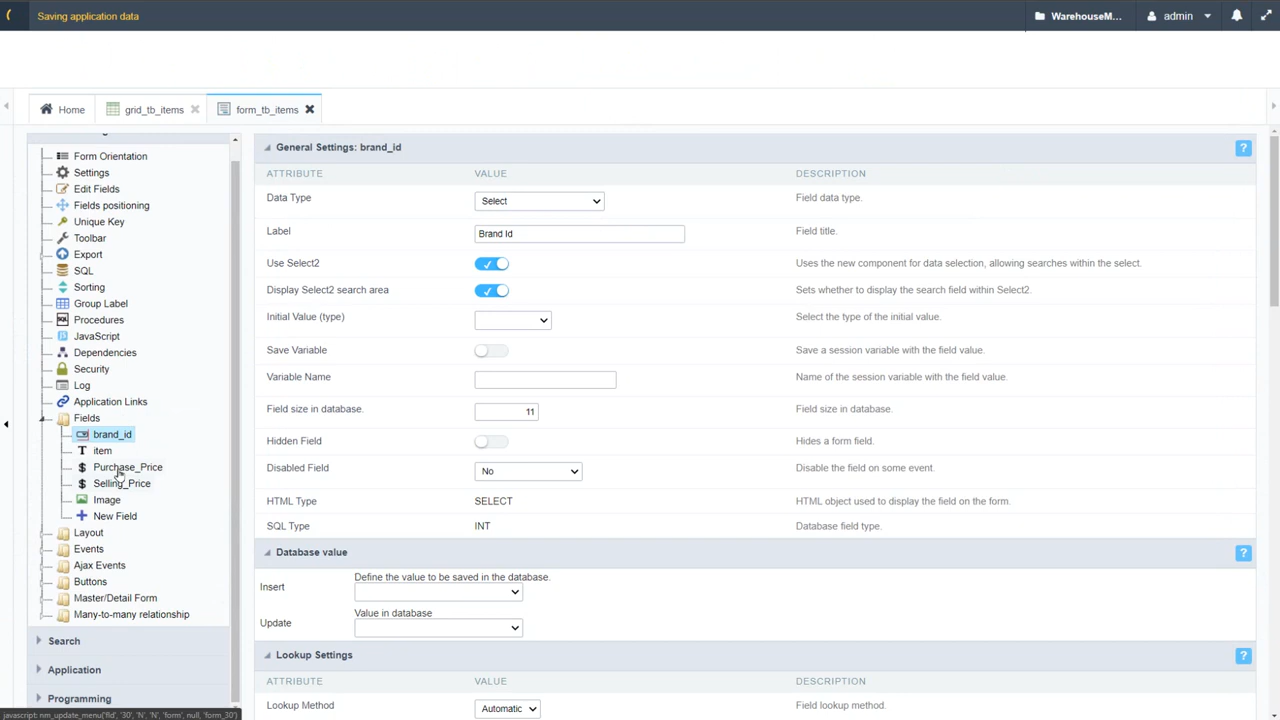 Saving application data
WarehouseM... admin
Home grid_tb_items form_tb_items
Form Orientation
Settings
Edit Fields
Fields positioning
Unique Key
Toolbar
Export
SQL
Sorting
Group Label
Procedures
JavaScript
Dependencies
Security
Log
Application Links
Fields
brand_id
item
Purchase_Price
Selling_Price
Image
New Field
Layout
Events
Ajax Events
Buttons
Master/Detail Form
Many-to-many relationship
Search
Application
Programming
General Settings: brand_id ?
ATTRIBUTE VALUE DESCRIPTION
Data Type Select Field data type.
Label Brand Id Field title.
Use Select2 Uses the new component for data selection, allowing searches within the select.
Display Select2 search area Sets whether to display the search field within Select2.
Initial Value (type) Select the type of the initial value.
Save Variable Save a session variable with the field value.
Variable Name Name of the session variable with the field value.
Field size in database. 11 Field size in database.
Hidden Field Hides a form field.
Disabled Field No Disable the field on some event.
HTML Type SELECT HTML object used to display the field on the form.
SQL Type INT Database field type.
Database value ?
Define the value to be saved in the database.
Insert
Value in database
Update
Lookup Settings ?
ATTRIBUTE VALUE DESCRIPTION
Lookup Method Automatic Field lookup method.
javascript: nm_update_menu('fld', '30', 'N', 'N', 'form', null, 'form_30')